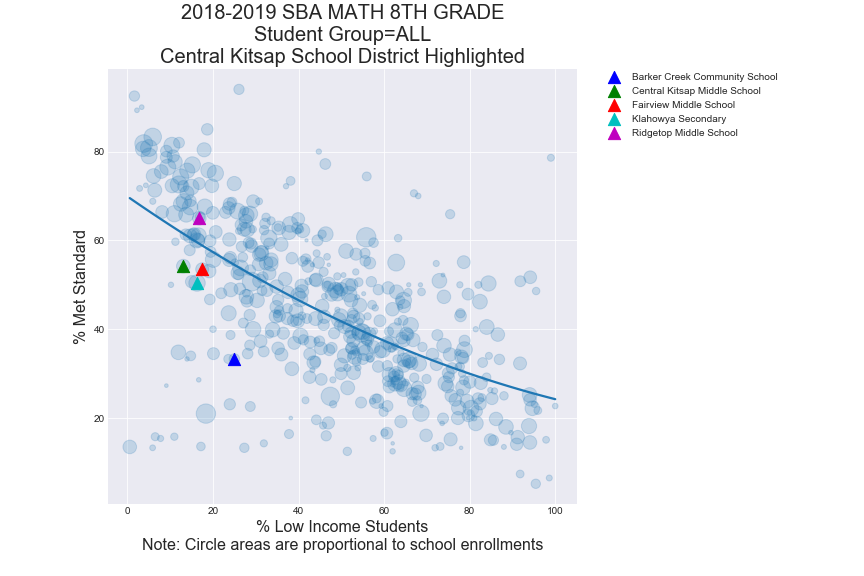 2018-2019 SBA MATH 8TH GRADE
Student Group=ALL
Central Kitsap School District Highlighted
Barker Creek Community School
Central Kitsap Middle School
Fairview Middle School
Klahowya Secondary
Ridgetop Middle School
% Met Standard
80
60
40
20
0 20 40 60 80 100
% Low Income Students
Note: Circle areas are proportional to school enrollments